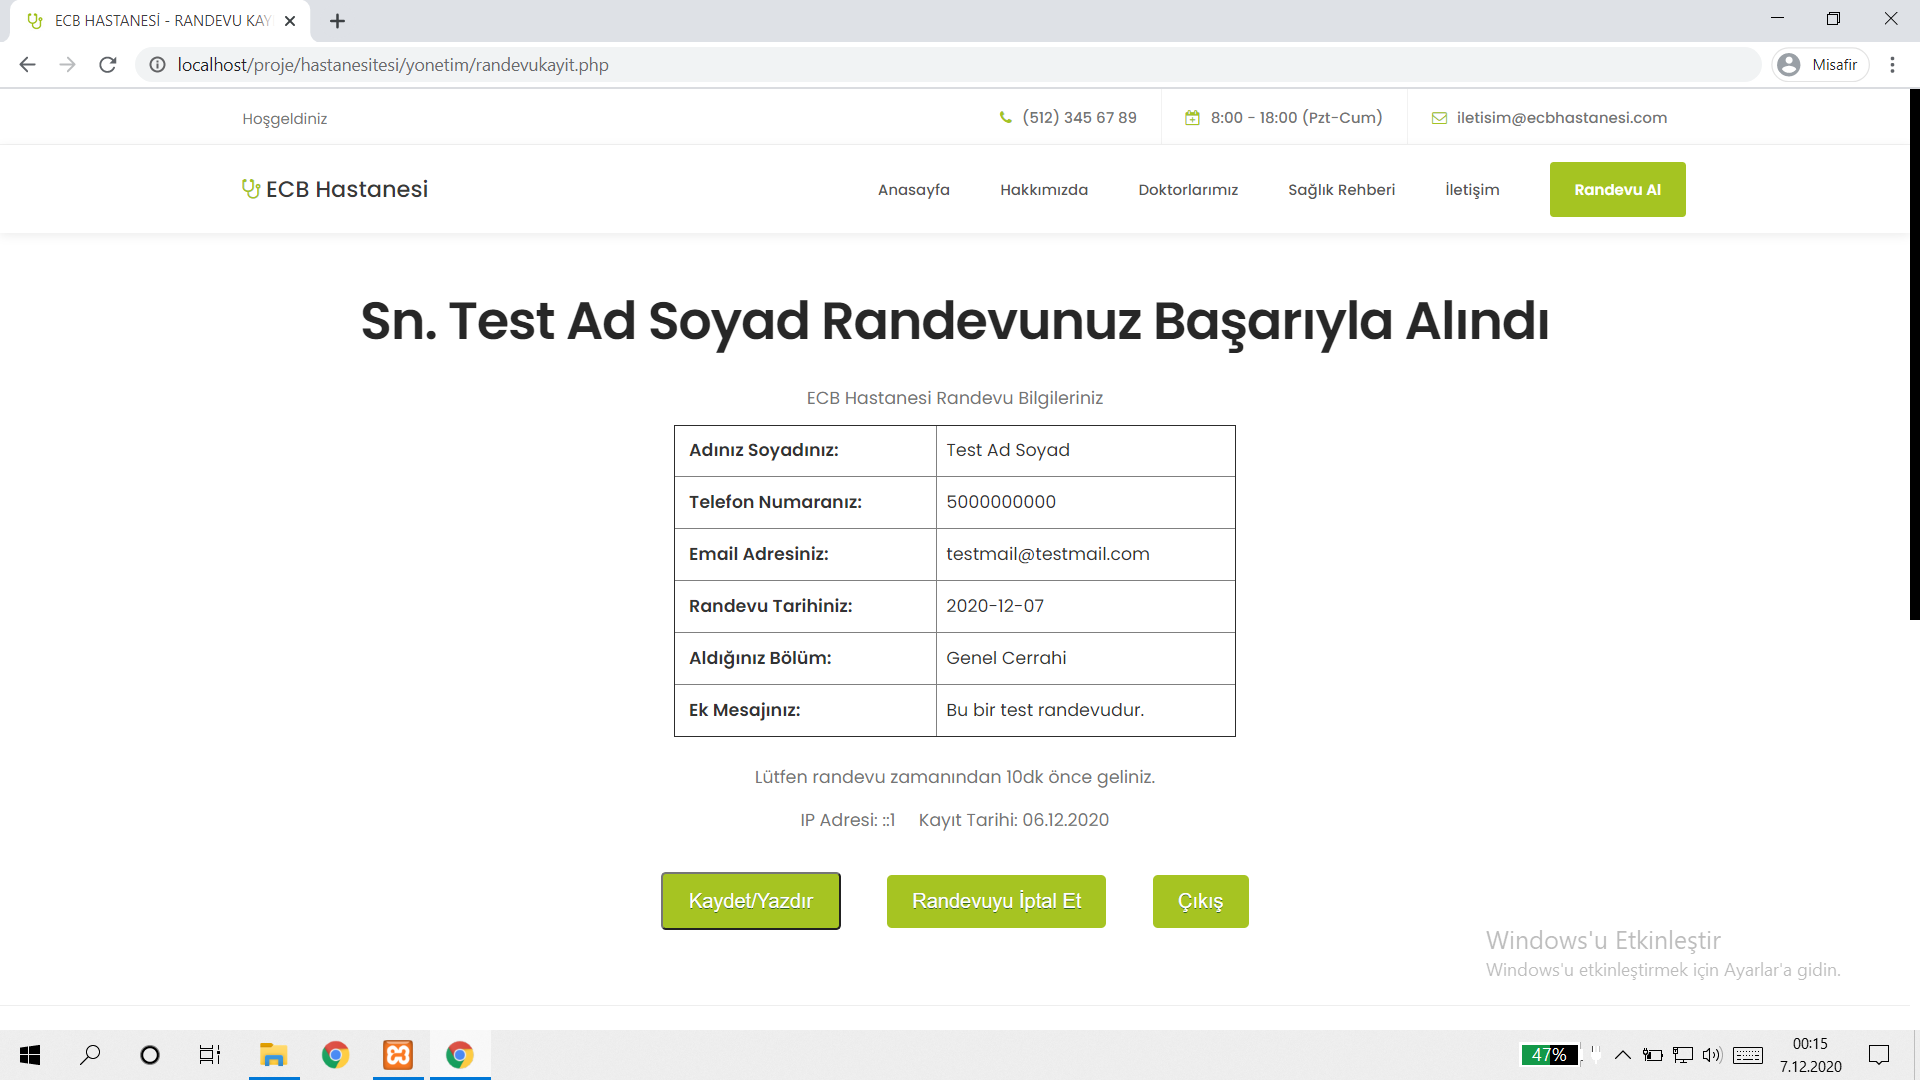 ECB HASTANESİ - RANDEVU KAY
localhost/proje/hastanesitesi/yonetim/randevukayit.php
Misafir
Hoşgeldiniz
(512) 345 67 89
8:00 - 18:00 (Pzt-Cum)
iletisim@ecbhastanesi.com
ECB Hastanesi
Anasayfa
Hakkımızda
Doktorlarımız
Sağlık Rehberi
İletişim
Randevu Al
Sn. Test Ad Soyad Randevunuz Başarıyla Alındı
ECB Hastanesi Randevu Bilgileriniz
Adınız Soyadınız: Test Ad Soyad
Telefon Numaranız: 5000000000
Email Adresiniz: testmail@testmail.com
Randevu Tarihiniz: 2020-12-07
Aldığınız Bölüm: Genel Cerrahi
Ek Mesajınız: Bu bir test randevudur.
Lütfen randevu zamanından 10dk önce geliniz.
IP Adresi: ::1 Kayıt Tarihi: 06.12.2020
Kaydet/Yazdır
Randevuyu İptal Et
Çıkış
Windows'u Etkinleştir
Windows'u etkinleştirmek için Ayarlar'a gidin.
47%
00:15
7.12.2020